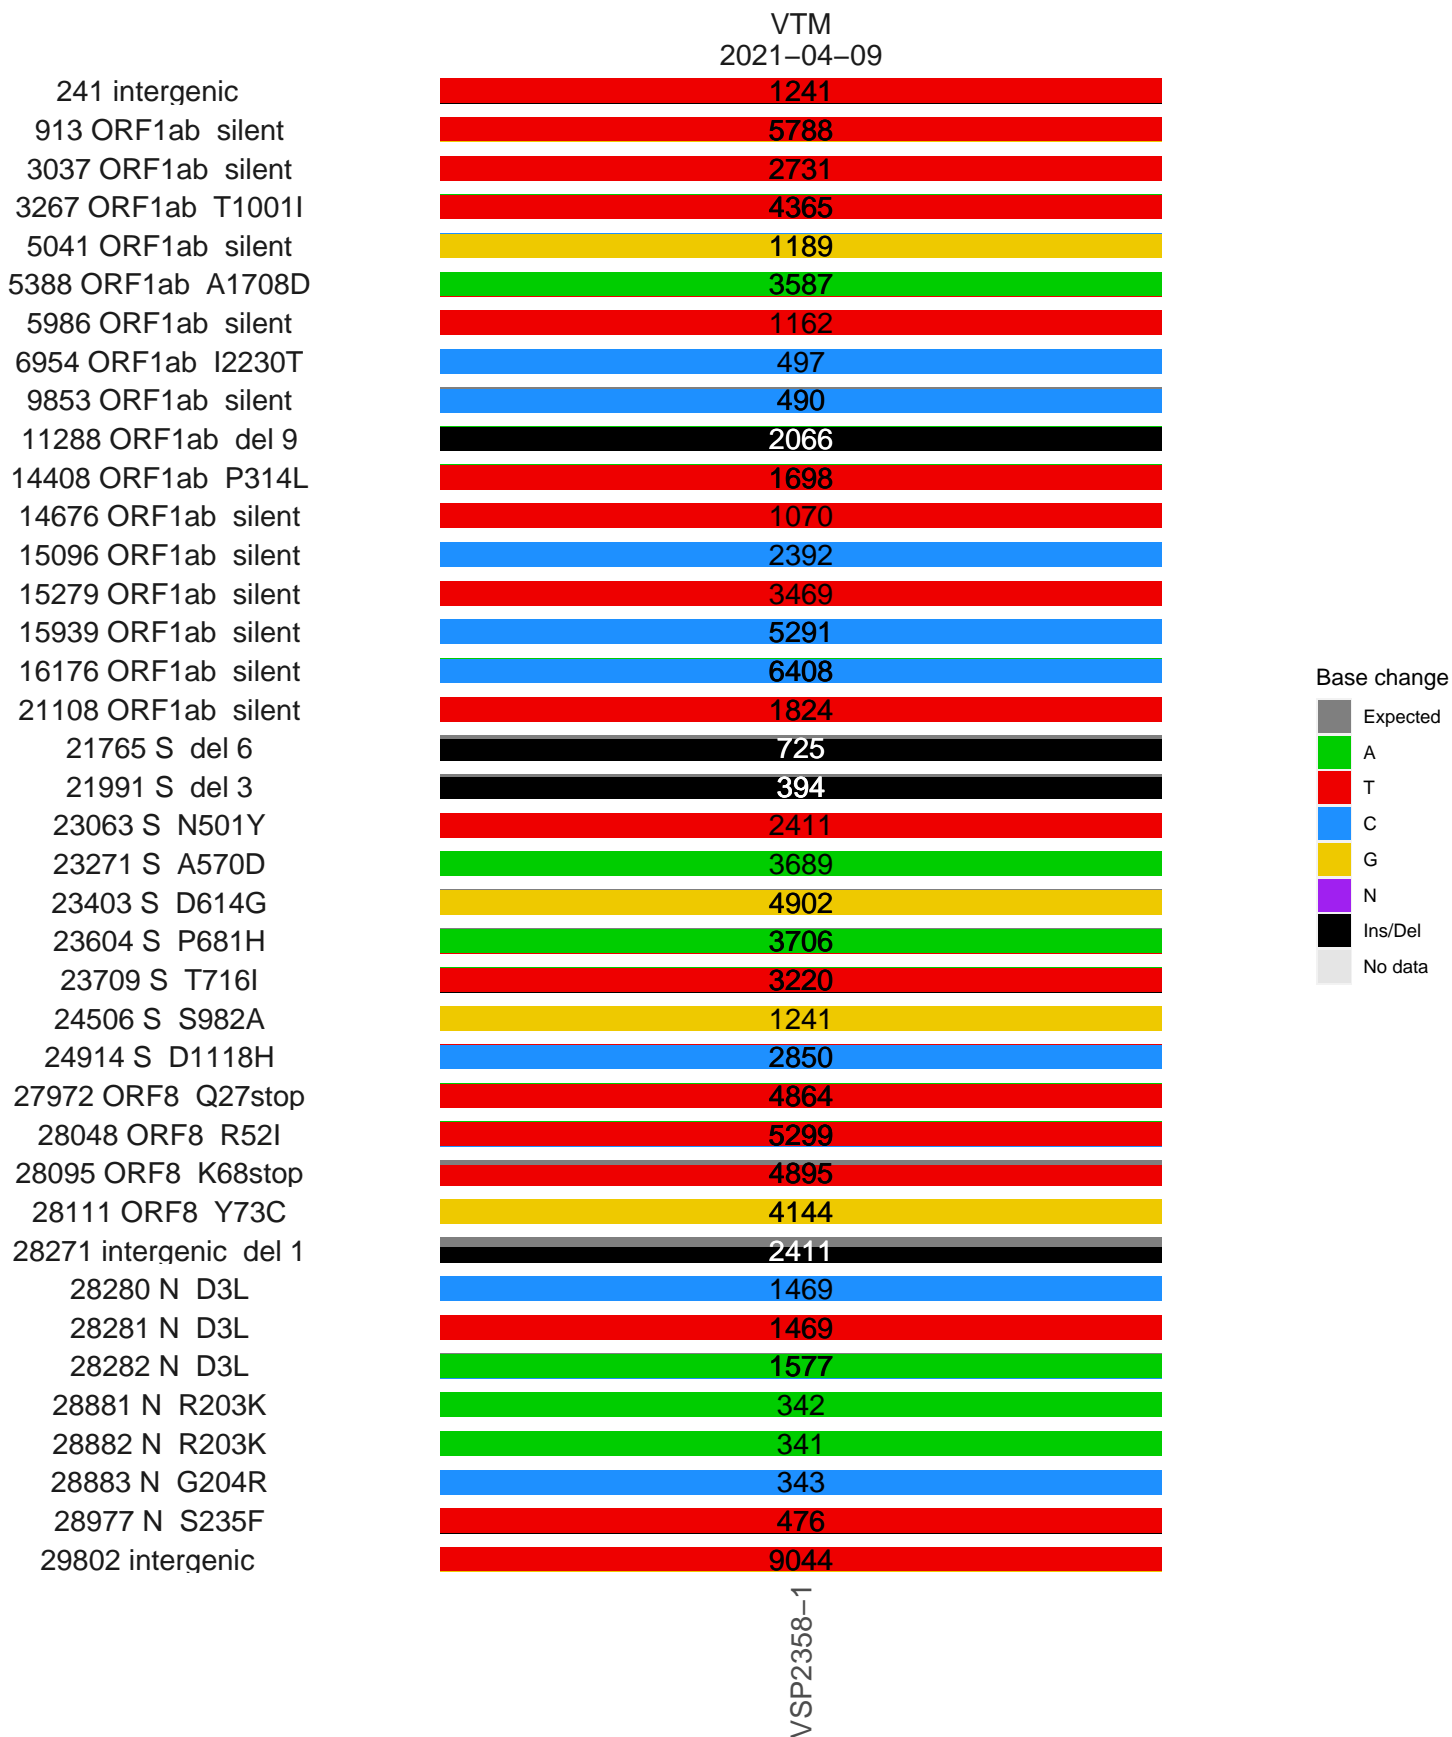 VTM
2021−04−09
241 intergenic 1241
913 ORF1ab silent 5788
3037 ORF1ab silent 2731
3267 ORF1ab T1001I 4365
5041 ORF1ab silent 1189
5388 ORF1ab A1708D 3587
5986 ORF1ab silent 1162
6954 ORF1ab I2230T 497
9853 ORF1ab silent 490
11288 ORF1ab del 9 2066
14408 ORF1ab P314L 1698
14676 ORF1ab silent 1070
15096 ORF1ab silent 2392
15279 ORF1ab silent 3469
15939 ORF1ab silent 5291
16176 ORF1ab silent 6408
21108 ORF1ab silent 1824
21765 S del 6 725
21991 S del 3 394
23063 S N501Y 2411
23271 S A570D 3689
23403 S D614G 4902
23604 S P681H 3706
23709 S T716I 3220
24506 S S982A 1241
24914 S D1118H 2850
27972 ORF8 Q27stop 4864
28048 ORF8 R52I 5299
28095 ORF8 K68stop 4895
28111 ORF8 Y73C 4144
28271 intergenic del 1 2411
28280 N D3L 1469
28281 N D3L 1469
28282 N D3L 1577
28881 N R203K 342
28882 N R203K 341
28883 N G204R 343
28977 N S235F 476
29802 intergenic 9044
VSP2358−1
Base change
Expected
A
T
C
G
N
Ins/Del
No data